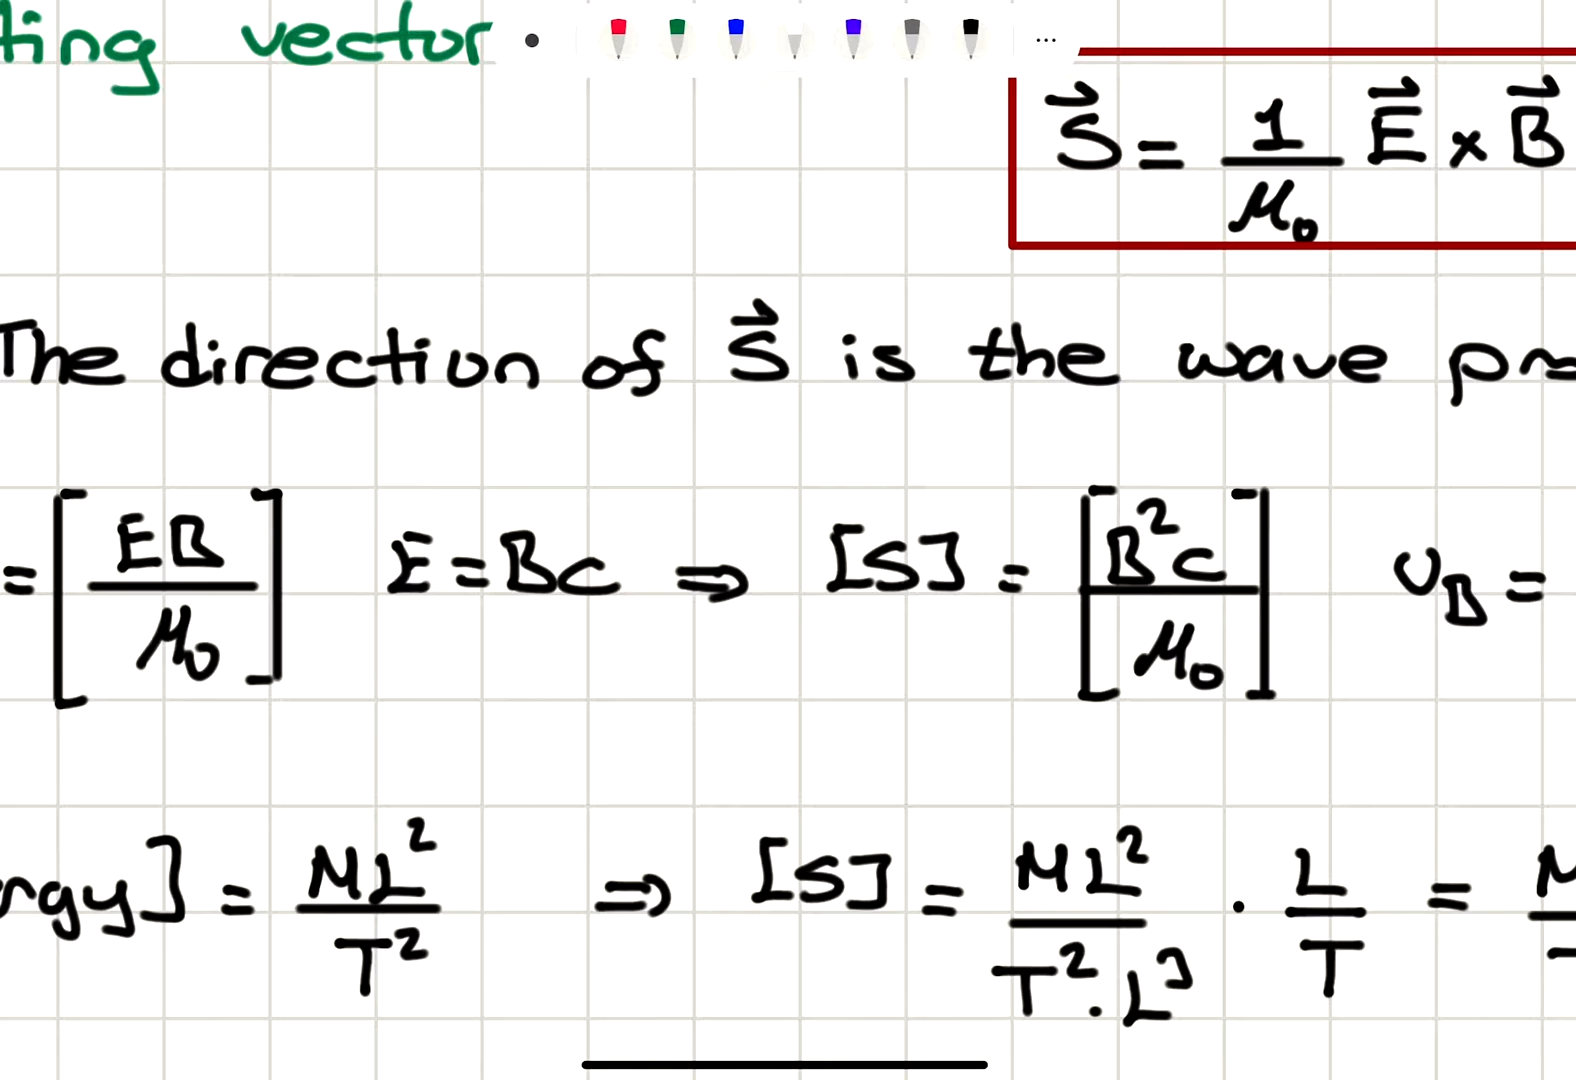 ting vector
S⃗ = 1/μ₀ E⃗ × B⃗
The direction of S⃗ is the wave
= [EB/μ₀] E = Bc ⇒ [S] = [B²c/μ₀] U_B =
rgy] = ML²/T² ⇒ [S] = ML²/T²·L³ · L/T = M